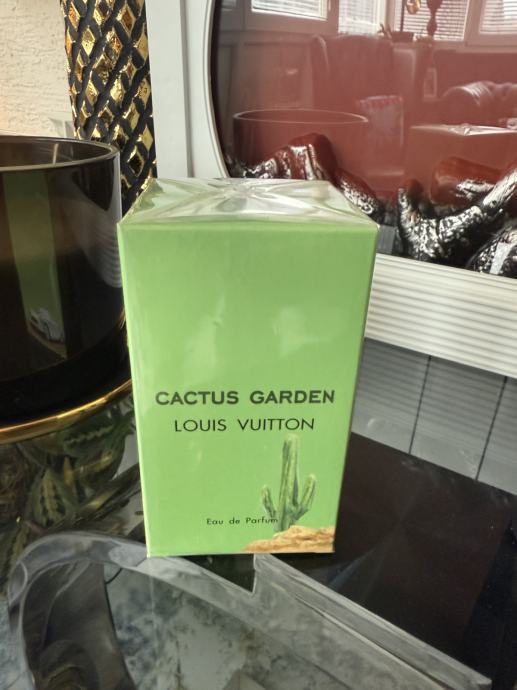 CACTUS GARDEN
LOUIS VUITTON
Eau de Parfum